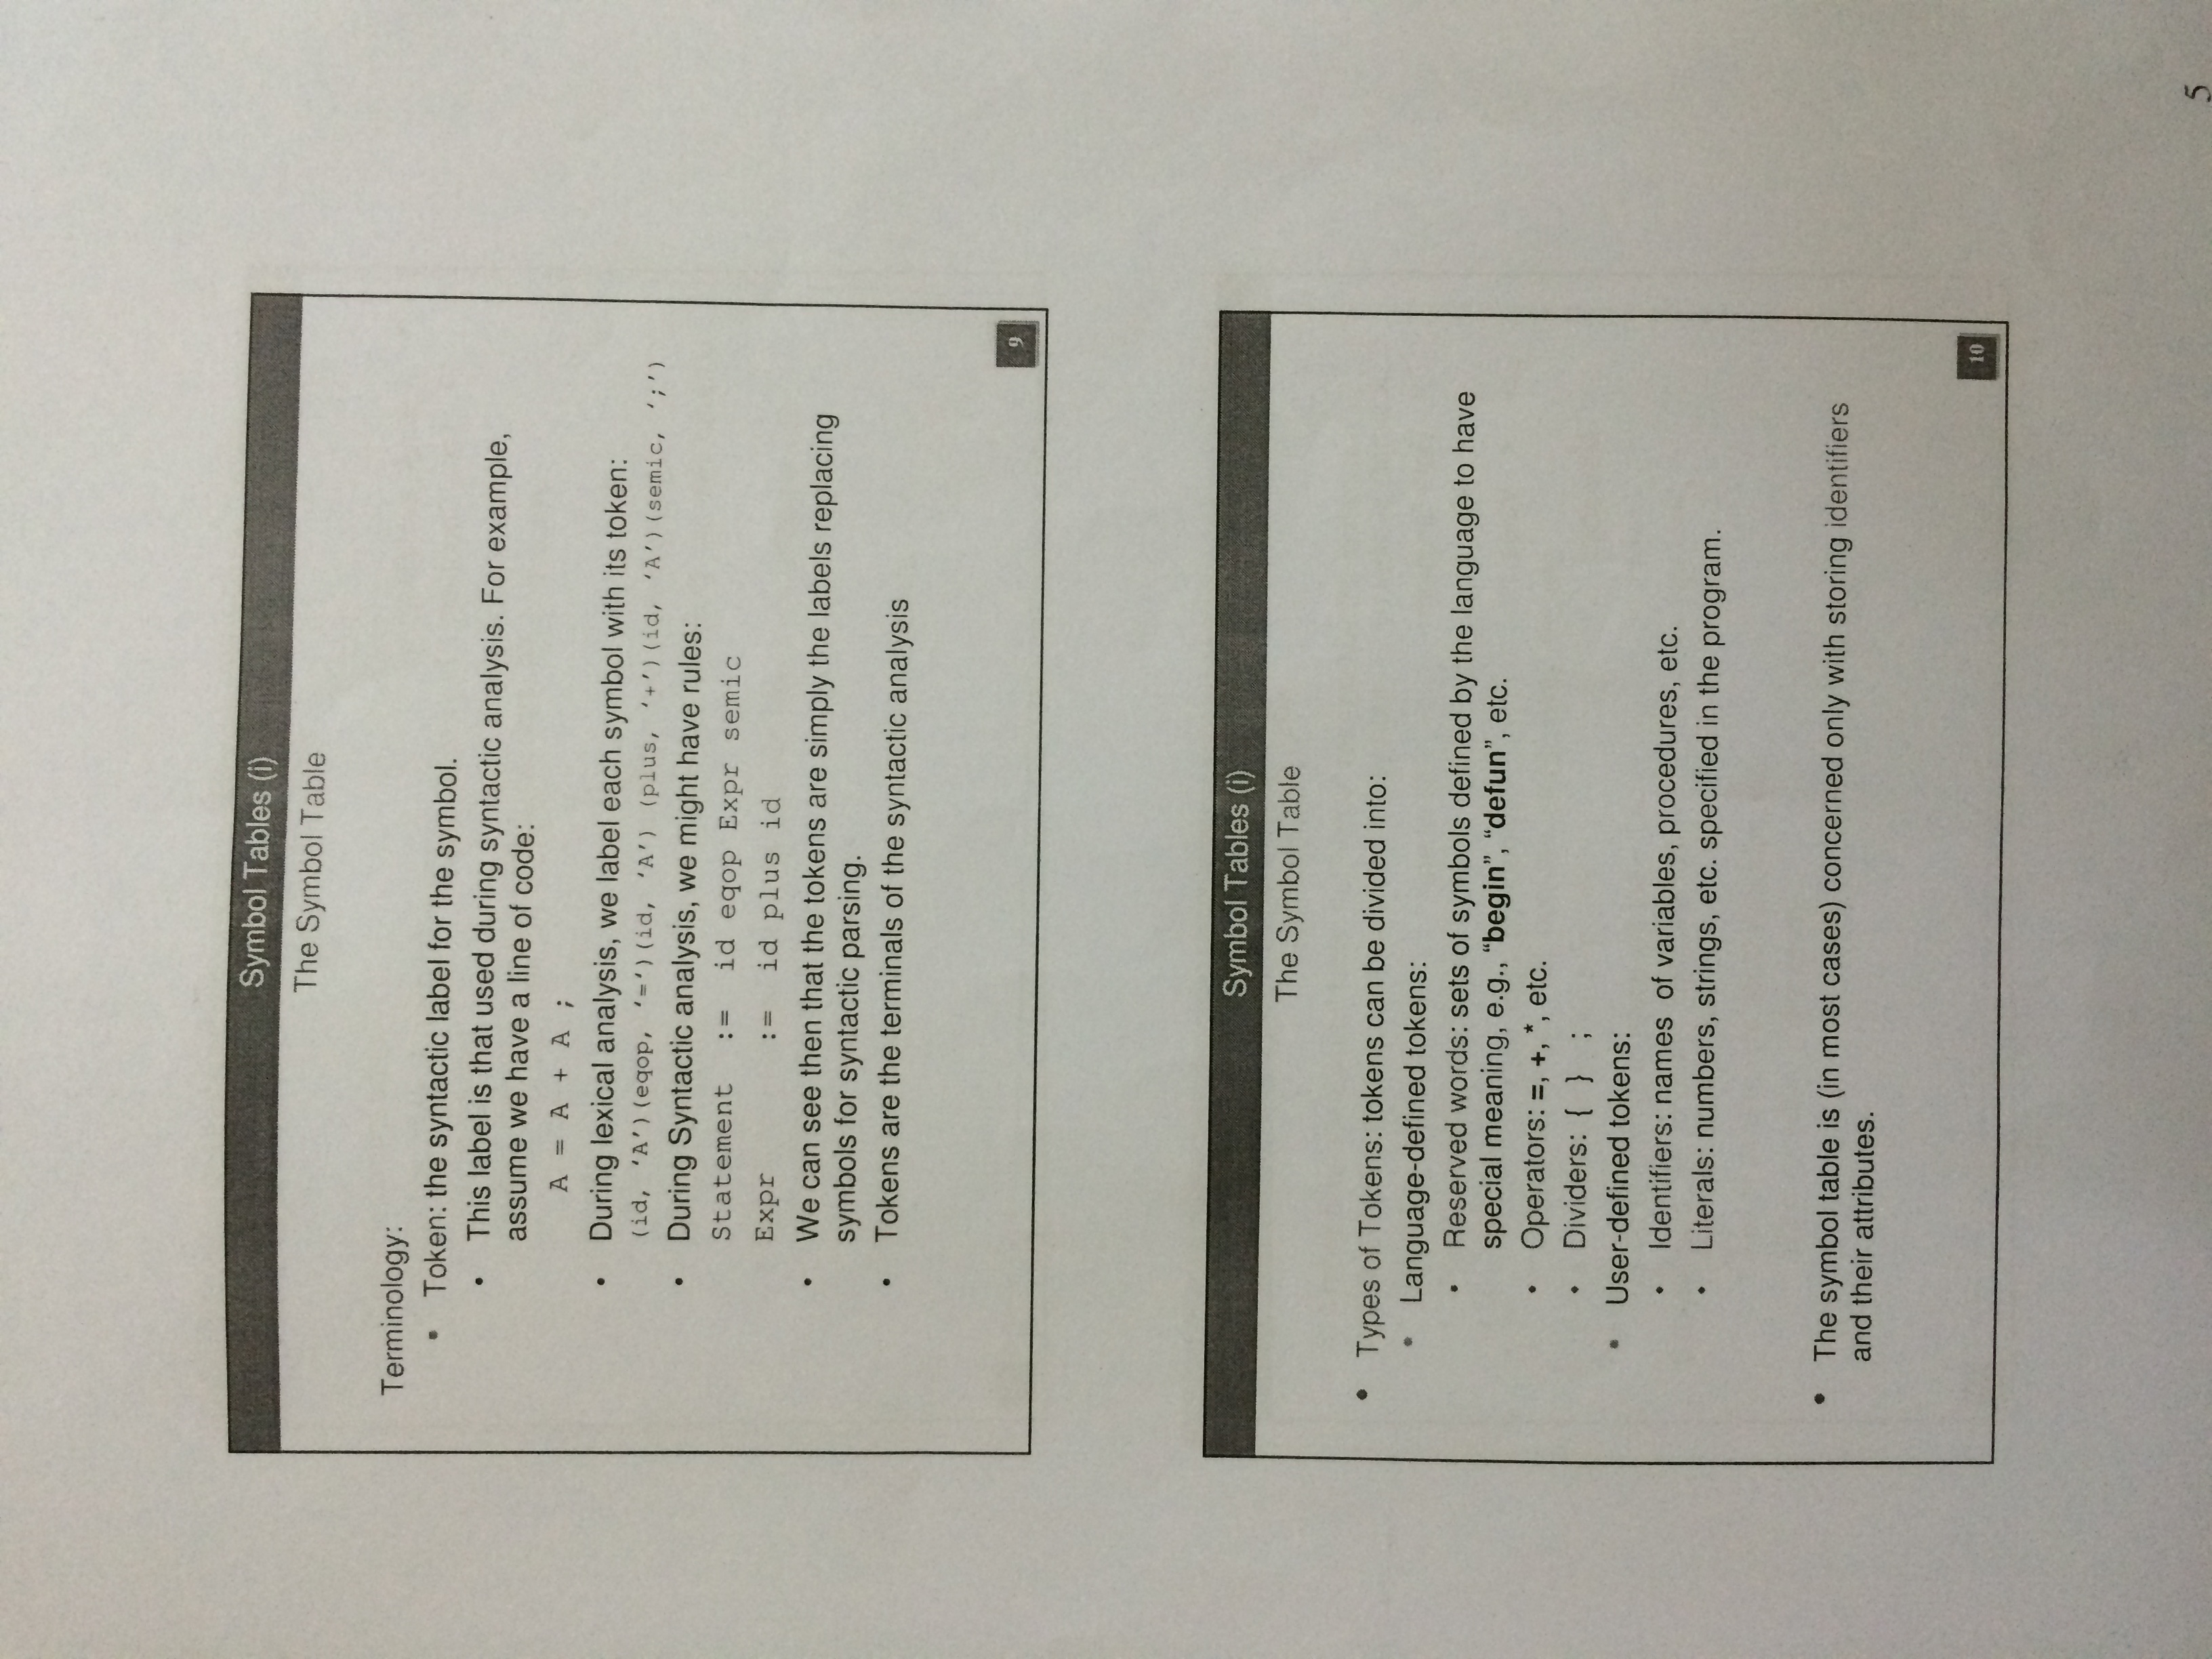 Symbol Tables (i)
The Symbol Table
Terminology:
• Token: the syntactic label for the symbol.
• This label is that used during syntactic analysis. For example,
assume we have a line of code:
A = A + A ;
• During lexical analysis, we label each symbol with its token:
(id, ‘A’)(eqop, ‘=‘)(id, ‘A’) (plus, ‘+’)(id, ‘A’)(semic, ‘;’)
• During Syntactic analysis, we might have rules:
Statement := id eqop Expr semic
Expr := id plus id
• We can see then that the tokens are simply the labels replacing
symbols for syntactic parsing.
• Tokens are the terminals of the syntactic analysis
9
Symbol Tables (i)
The Symbol Table
• Types of Tokens: tokens can be divided into:
• Language-defined tokens:
• Reserved words: sets of symbols defined by the language to have
special meaning, e.g., “begin”, “defun”, etc.
• Operators: =, +, *, etc.
• Dividers: { } ;
• User-defined tokens:
• Identifiers: names of variables, procedures, etc.
• Literals: numbers, strings, etc. specified in the program.
• The symbol table is (in most cases) concerned only with storing identifiers
and their attributes.
10
5